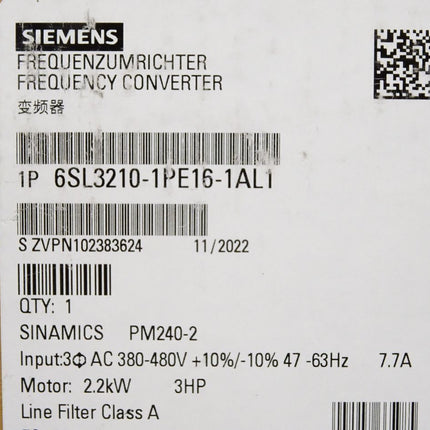 SIEMENS
FREQUENZUMRICHTER
FREQUENCY CONVERTER
变频器
1P 6SL3210-1PE16-1AL1
S ZVPN102383624 11/2022
QTY: 1
SINAMICS PM240-2
Input:3Φ AC 380-480V +10%/-10% 47 -63Hz 7.7A
Motor: 2.2kW 3HP
Line Filter Class A